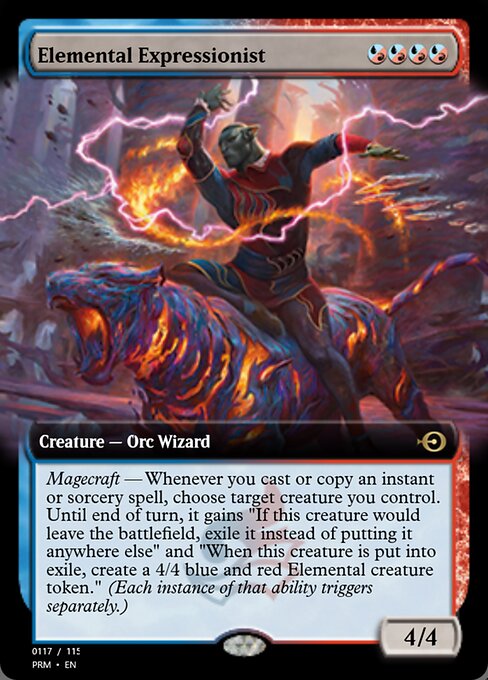 Elemental Expressionist
Creature — Orc Wizard
Magecraft — Whenever you cast or copy an instant
or sorcery spell, choose target creature you control.
Until end of turn, it gains "If this creature would
leave the battlefield, exile it instead of putting it
anywhere else" and "When this creature is put into
exile, create a 4/4 blue and red Elemental creature
token." (Each instance of that ability triggers
separately.)
4/4
0117 / 115
PRM • EN